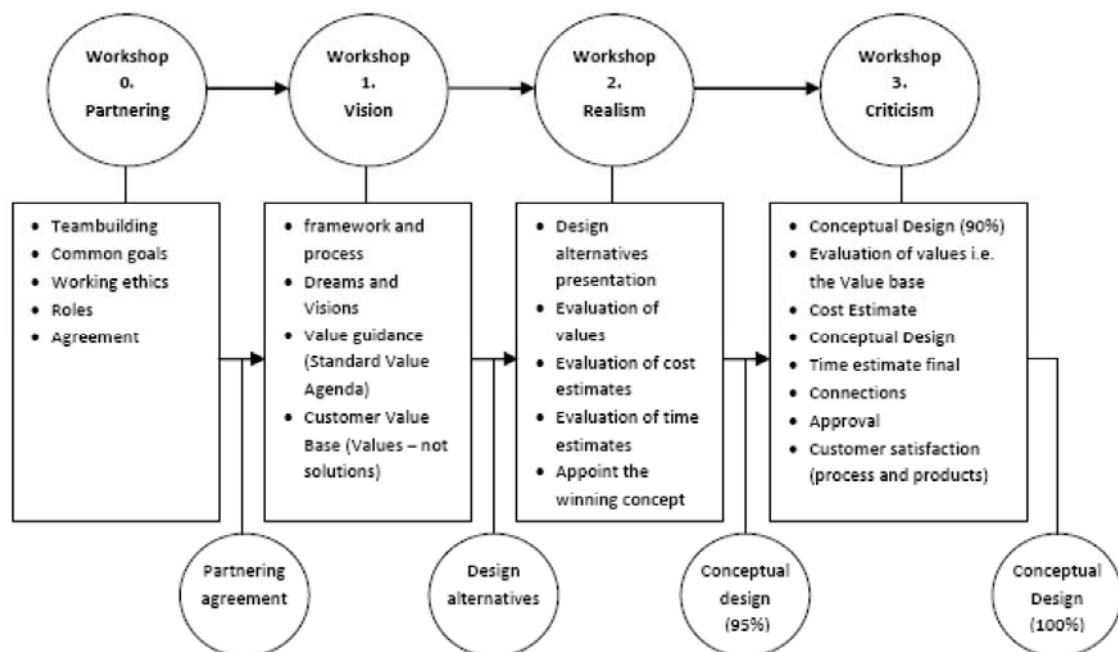 Workshop
0.
Partnering
Workshop
1.
Vision
Workshop
2.
Realism
Workshop
3.
Criticism
• Teambuilding
• Common goals
• Working ethics
• Roles
• Agreement
• framework and
process
• Dreams and
Visions
• Value guidance
(Standard Value
Agenda)
• Customer Value
Base (Values – not
solutions)
• Design
alternatives
presentation
• Evaluation of
values
• Evaluation of cost
estimates
• Evaluation of time
estimates
• Appoint the
winning concept
• Conceptual Design (90%)
• Evaluation of values i.e.
the Value base
• Cost Estimate
• Conceptual Design
• Time estimate final
• Connections
• Approval
• Customer satisfaction
(process and products)
Partnering
agreement
Design
alternatives
Conceptual
design
(95%)
Conceptual
Design
(100%)